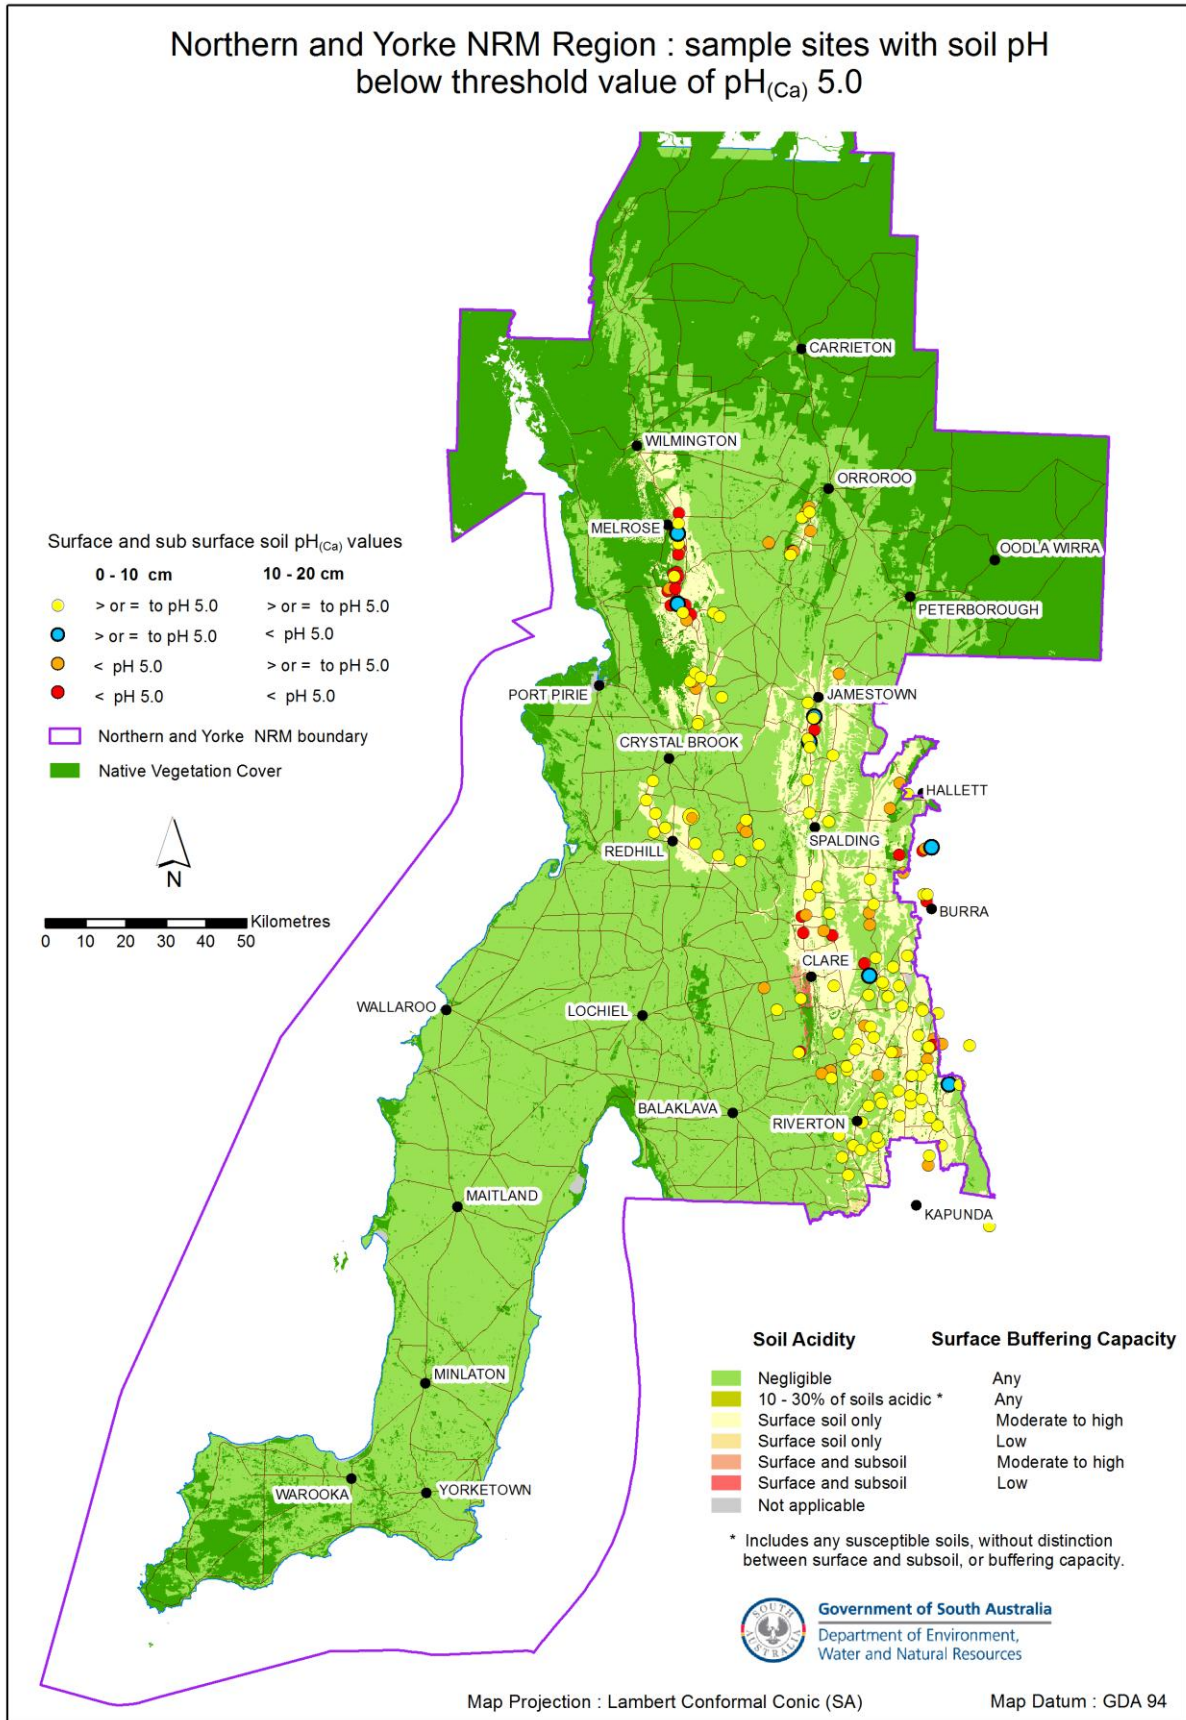 Northern and Yorke NRM Region : sample sites with soil pH
below threshold value of pH(Ca) 5.0
CARRIETON
WILMINGTON
ORROROO
MELROSE
OODLA WIRRA
PETERBOROUGH
Surface and sub surface soil pH(Ca) values
0 - 10 cm 10 - 20 cm
> or = to pH 5.0 > or = to pH 5.0
> or = to pH 5.0 < pH 5.0
< pH 5.0 > or = to pH 5.0
< pH 5.0 < pH 5.0
Northern and Yorke NRM boundary
Native Vegetation Cover
PORT PIRIE
JAMESTOWN
CRYSTAL BROOK
HALLETT
REDHILL
SPALDING
N
Kilometres
0 10 20 30 40 50
BURRA
CLARE
WALLAROO
LOCHIEL
BALAKLAVA
RIVERTON
MAITLAND
KAPUNDA
MINLATON
WAROOKA
YORKETOWN
Soil Acidity Surface Buffering Capacity
Negligible Any
10 - 30% of soils acidic * Any
Surface soil only Moderate to high
Surface soil only Low
Surface and subsoil Moderate to high
Surface and subsoil Low
Not applicable
* Includes any susceptible soils, without distinction
between surface and subsoil, or buffering capacity.
SOUTH AUSTRALIA
Government of South Australia
Department of Environment,
Water and Natural Resources
Map Projection : Lambert Conformal Conic (SA) Map Datum : GDA 94